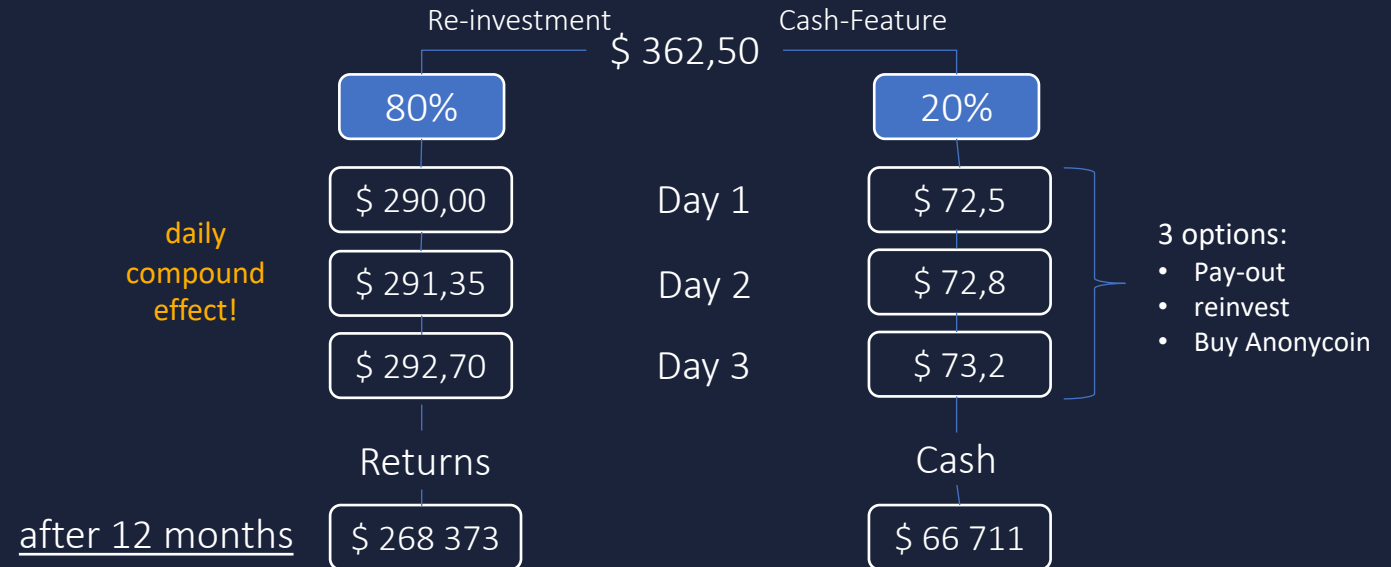 Re-investment
Cash-Feature
$ 362,50
80%
20%
$ 290,00
Day 1
$ 72,5
daily
compound
effect!
$ 291,35
Day 2
$ 72,8
3 options:
• Pay-out
• reinvest
• Buy Anonycoin
$ 292,70
Day 3
$ 73,2
Returns
Cash
after 12 months
$ 268 373
$ 66 711